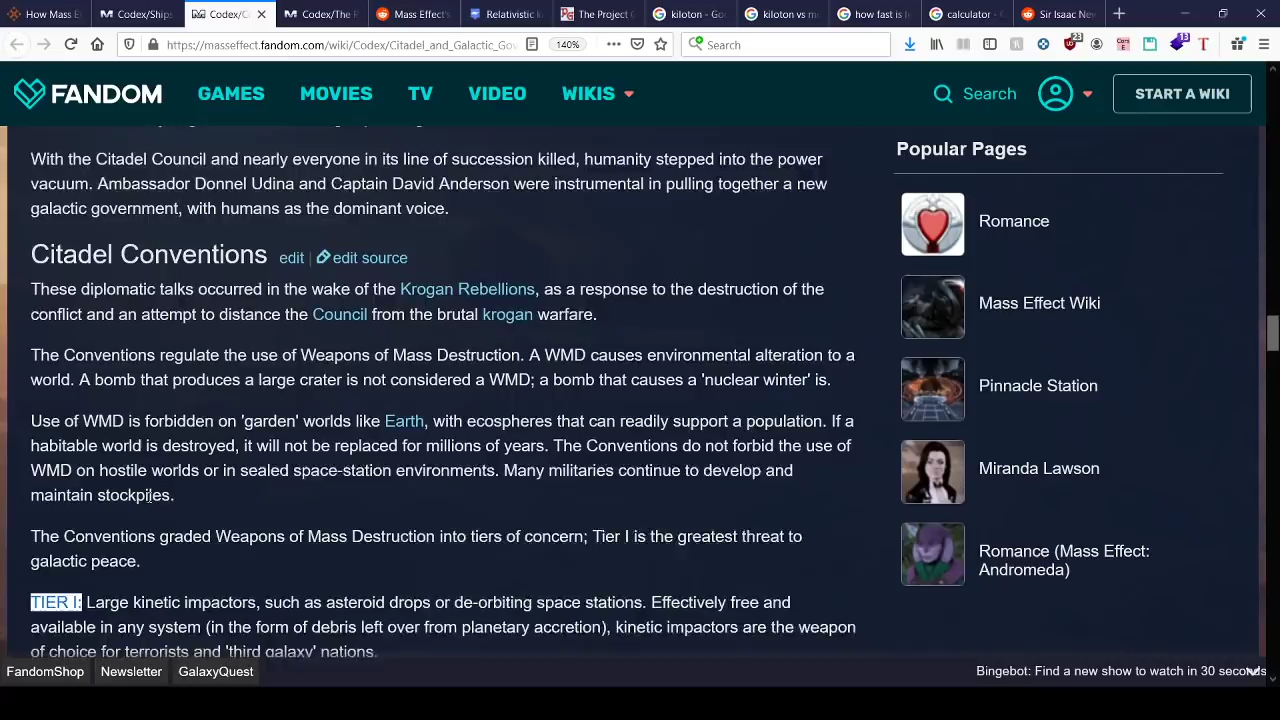 How Mass E
Codex/Ships
Codex/C
Codex/The R
Mass Effect's
Relativistic k
The Project
kiloton - Goo
kiloton vs m
how fast is l
calculator - G
Sir Isaac New
https://masseffect.fandom.com/wiki/Codex/Citadel_and_Galactic_Gov
140%
Search
23
13
FANDOM
GAMES
MOVIES
TV
VIDEO
WIKIS
Search
START A WIKI
With the Citadel Council and nearly everyone in its line of succession killed, humanity stepped into the power
vacuum. Ambassador Donnel Udina and Captain David Anderson were instrumental in pulling together a new
galactic government, with humans as the dominant voice.
Citadel Conventions edit | edit source
These diplomatic talks occurred in the wake of the Krogan Rebellions, as a response to the destruction of the
conflict and an attempt to distance the Council from the brutal krogan warfare.
The Conventions regulate the use of Weapons of Mass Destruction. A WMD causes environmental alteration to a
world. A bomb that produces a large crater is not considered a WMD; a bomb that causes a 'nuclear winter' is.
Use of WMD is forbidden on 'garden' worlds like Earth, with ecospheres that can readily support a population. If a
habitable world is destroyed, it will not be replaced for millions of years. The Conventions do not forbid the use of
WMD on hostile worlds or in sealed space-station environments. Many militaries continue to develop and
maintain stockpiles.
The Conventions graded Weapons of Mass Destruction into tiers of concern; Tier I is the greatest threat to
galactic peace.
TIER I: Large kinetic impactors, such as asteroid drops or de-orbiting space stations. Effectively free and
available in any system (in the form of debris left over from planetary accretion), kinetic impactors are the weapon
of choice for terrorists and 'third galaxy' nations.
Popular Pages
Romance
Mass Effect Wiki
Pinnacle Station
Miranda Lawson
Romance (Mass Effect:
Andromeda)
FandomShop
Newsletter
GalaxyQuest
Bingebot: Find a new show to watch in 30 seconds